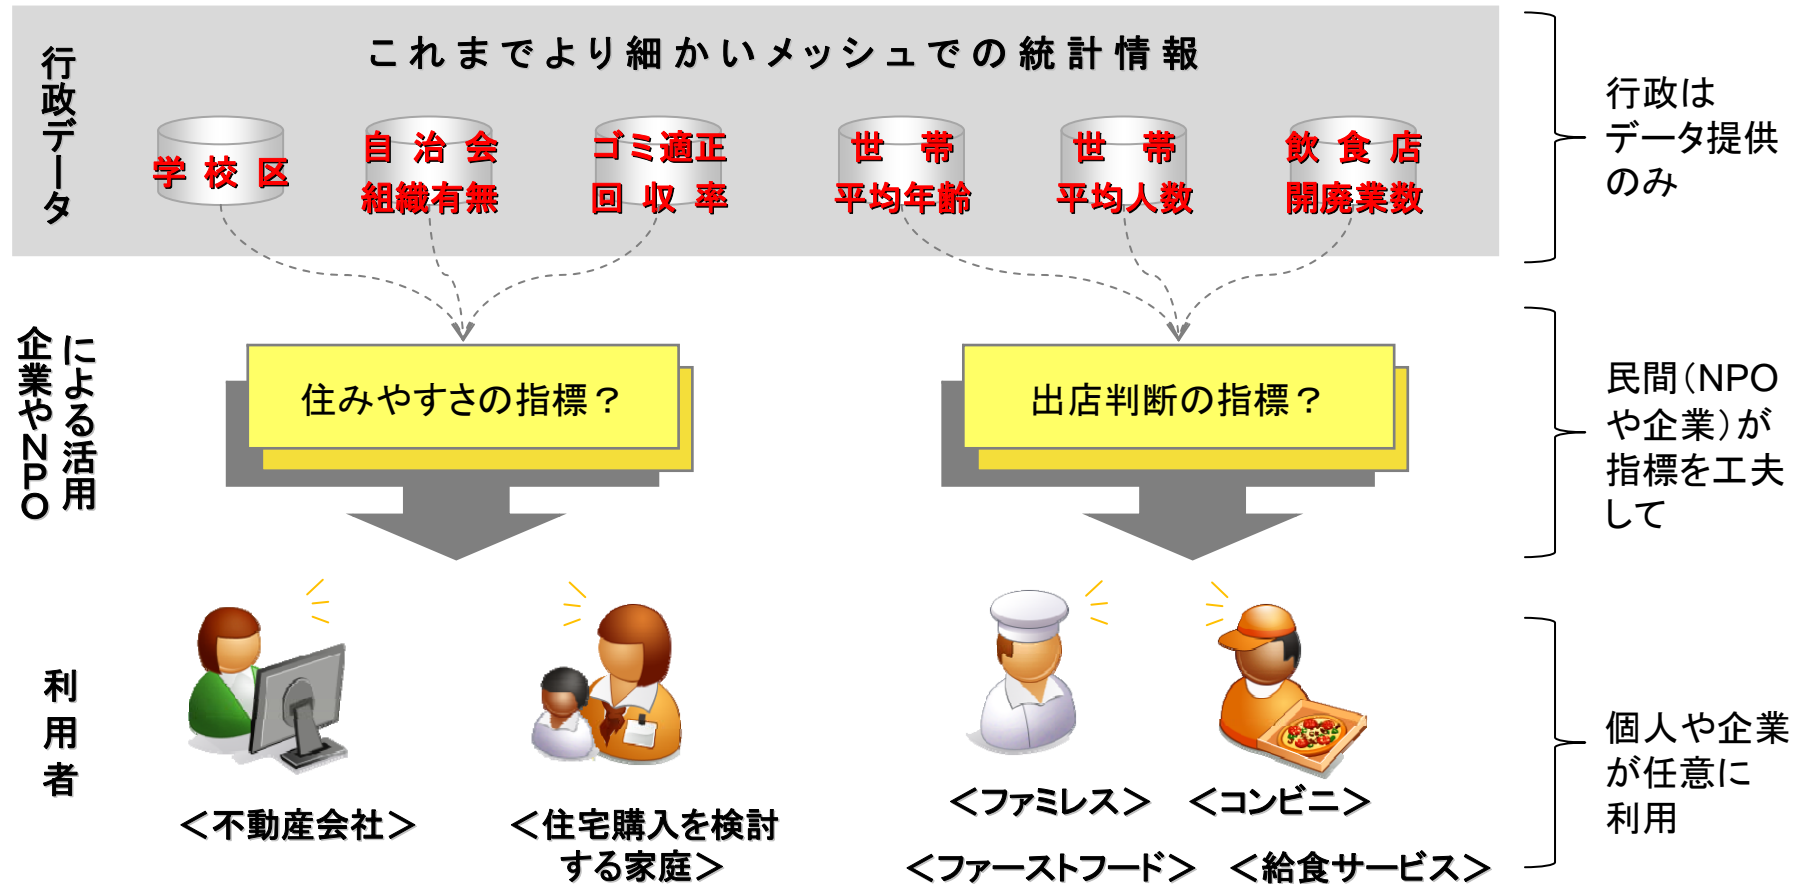 これまでより細かいメッシュでの統計情報
行政データ
学校区
自治会
組織有無
ゴミ適正
回収率
世帯
平均年齢
世帯
平均人数
飲食店
開廃業数
行政は
データ提供
のみ
企業やNPO
による活用
住みやすさの指標？
出店判断の指標？
民間（NPO
や企業）が
指標を工夫
して
利用者
＜不動産会社＞
＜住宅購入を検討
する家庭＞
＜ファミレス＞
＜コンビニ＞
＜ファーストフード＞
＜給食サービス＞
個人や企業
が任意に
利用